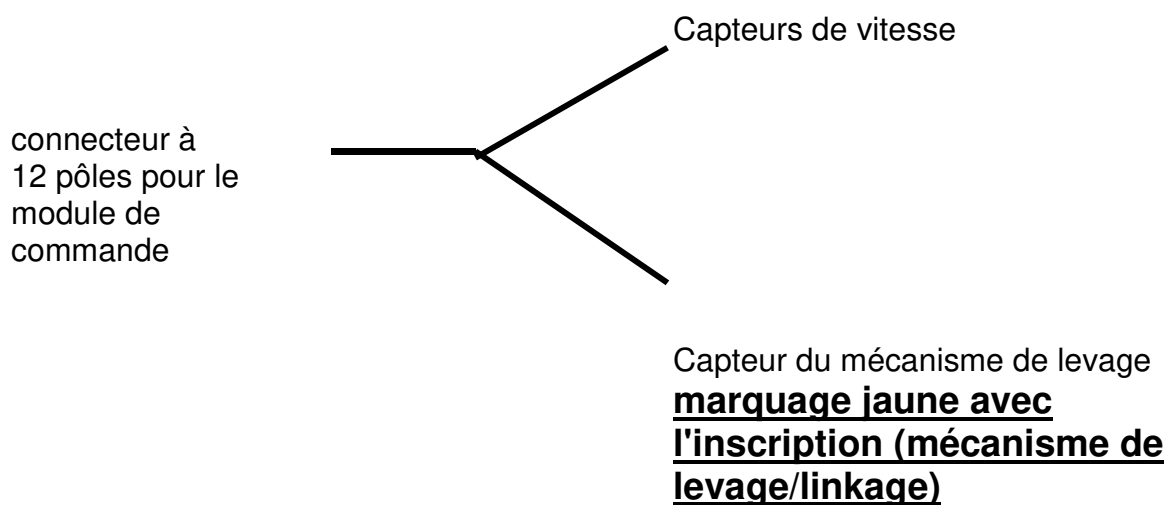 Capteurs de vitesse
connecteur à
12 pôles pour le
module de
commande
Capteur du mécanisme de levage
marquage jaune avec
l'inscription (mécanisme de
levage/linkage)